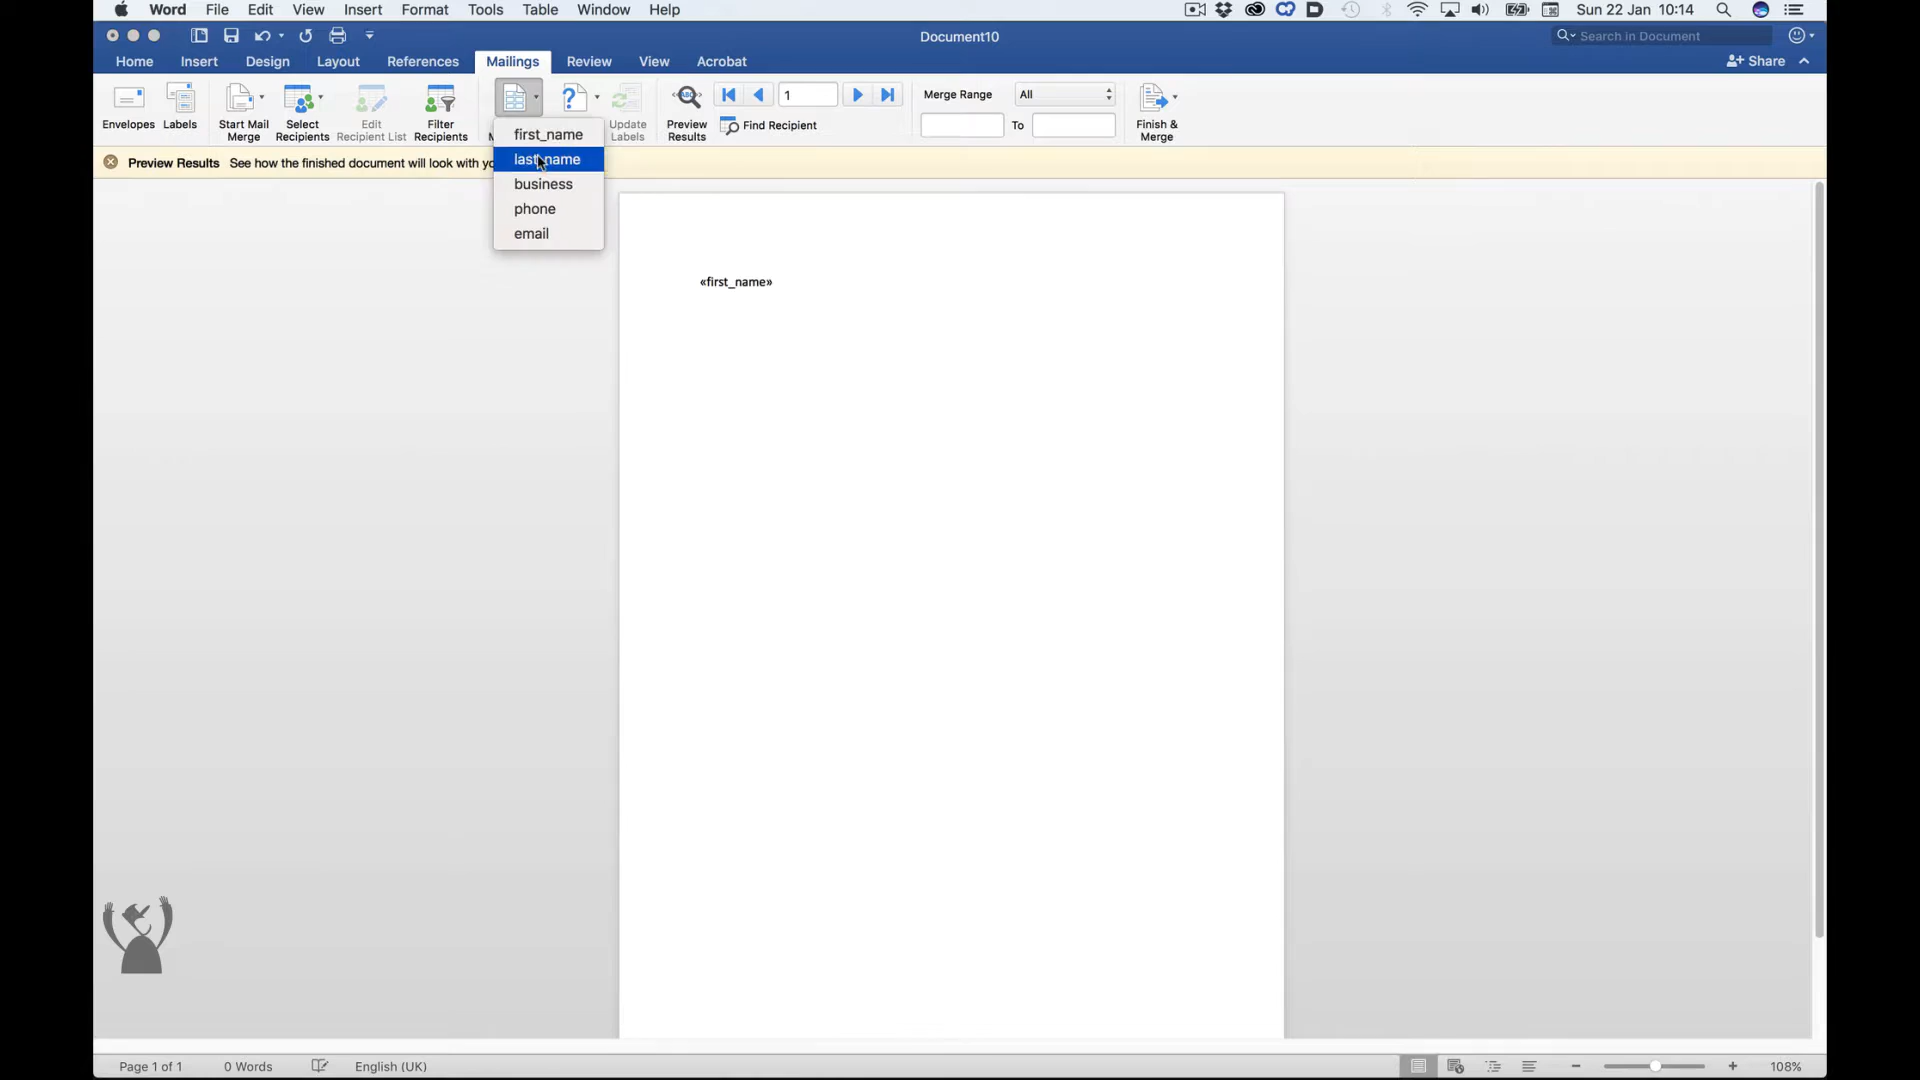 Word File Edit View Insert Format Tools Table Window Help Sun 22 Jan 10:14
Document10
Search in Document
Home Insert Design Layout References Mailings Review View Acrobat Share
Envelopes Labels Start Mail Merge Select Recipients Edit Recipient List Filter Recipients Update Labels Preview Results 1 Find Recipient Merge Range All To Finish & Merge
first_name
last_name
business
phone
email
Preview Results See how the finished document will look with
«first_name»
Page 1 of 1 0 Words English (UK) 108%